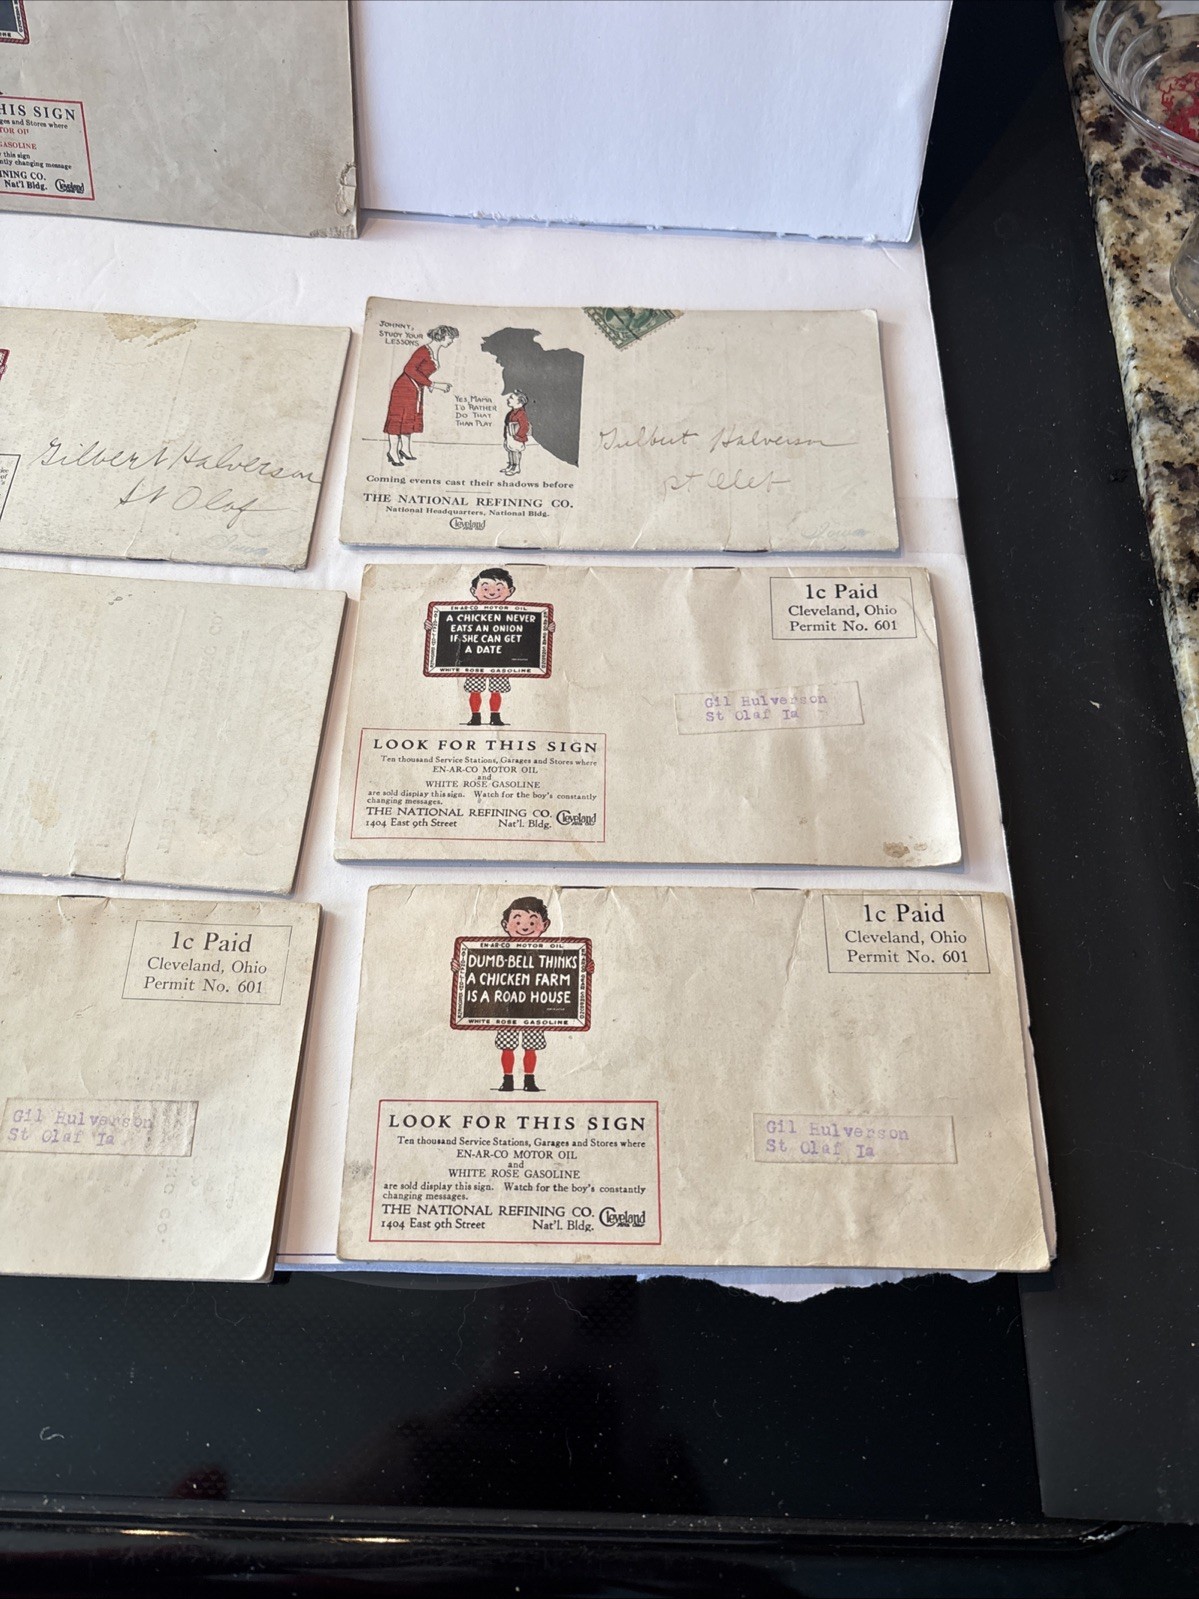 HIS SIGN
ges and Stores where
TOR OIL
GASOLINE
this sign
ntly changing message
INING CO.
Nat'l Bldg. Cleveland
Gilbert Halverson
St Olaf
Iowa
JOHNNY,
STUDY YOUR
LESSONS
YES, MAMA
I'D RATHER
DO THAT
THAN PLAY
Coming events cast their shadows before
THE NATIONAL REFINING CO.
National Headquarters, National Bldg.
Cleveland
Gilbert Halverson
St Olef
Iowa
EN-AR-CO MOTOR OIL
A CHICKEN NEVER
EATS AN ONION
IF SHE CAN GET
A DATE
WHITE ROSE GASOLINE
1c Paid
Cleveland, Ohio
Permit No. 601
Gil Hulverson
St Olaf Ia
LOOK FOR THIS SIGN
Ten thousand Service Stations, Garages and Stores where
EN-AR-CO MOTOR OIL
and
WHITE ROSE GASOLINE
are sold display this sign. Watch for the boy's constantly
changing messages.
THE NATIONAL REFINING CO.
1404 East 9th Street Nat'l. Bldg. Cleveland
1c Paid
Cleveland, Ohio
Permit No. 601
Gil Hulverson
St Olaf Ia
EN-AR-CO MOTOR OIL
DUMB-BELL THINKS
A CHICKEN FARM
IS A ROAD HOUSE
WHITE ROSE GASOLINE
1c Paid
Cleveland, Ohio
Permit No. 601
Gil Hulverson
St Olaf Ia
LOOK FOR THIS SIGN
Ten thousand Service Stations, Garages and Stores where
EN-AR-CO MOTOR OIL
and
WHITE ROSE GASOLINE
are sold display this sign. Watch for the boy's constantly
changing messages.
THE NATIONAL REFINING CO.
1404 East 9th Street Nat'l. Bldg. Cleveland